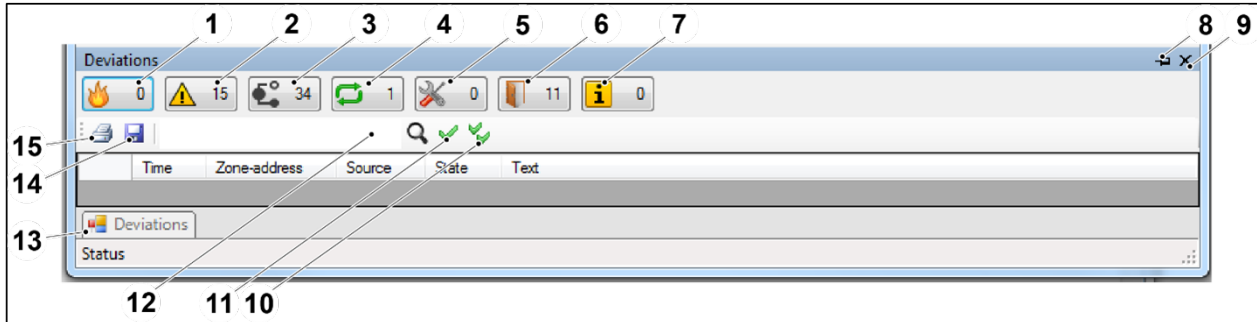 1 2 3 4 5 6 7 8 9
Deviations
0 15 34 1 0 11 i 0
15
Time Zone-address Source State Text
14
Deviations
13
Status
12 11 10